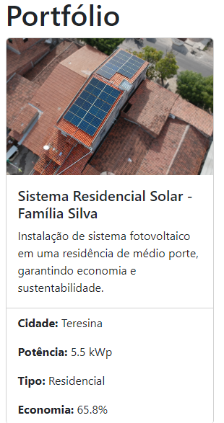 Portfólio
Sistema Residencial Solar -
Família Silva
Instalação de sistema fotovoltaico
em uma residência de médio porte,
garantindo economia e
sustentabilidade.
Cidade: Teresina
Potência: 5.5 kWp
Tipo: Residencial
Economia: 65.8%